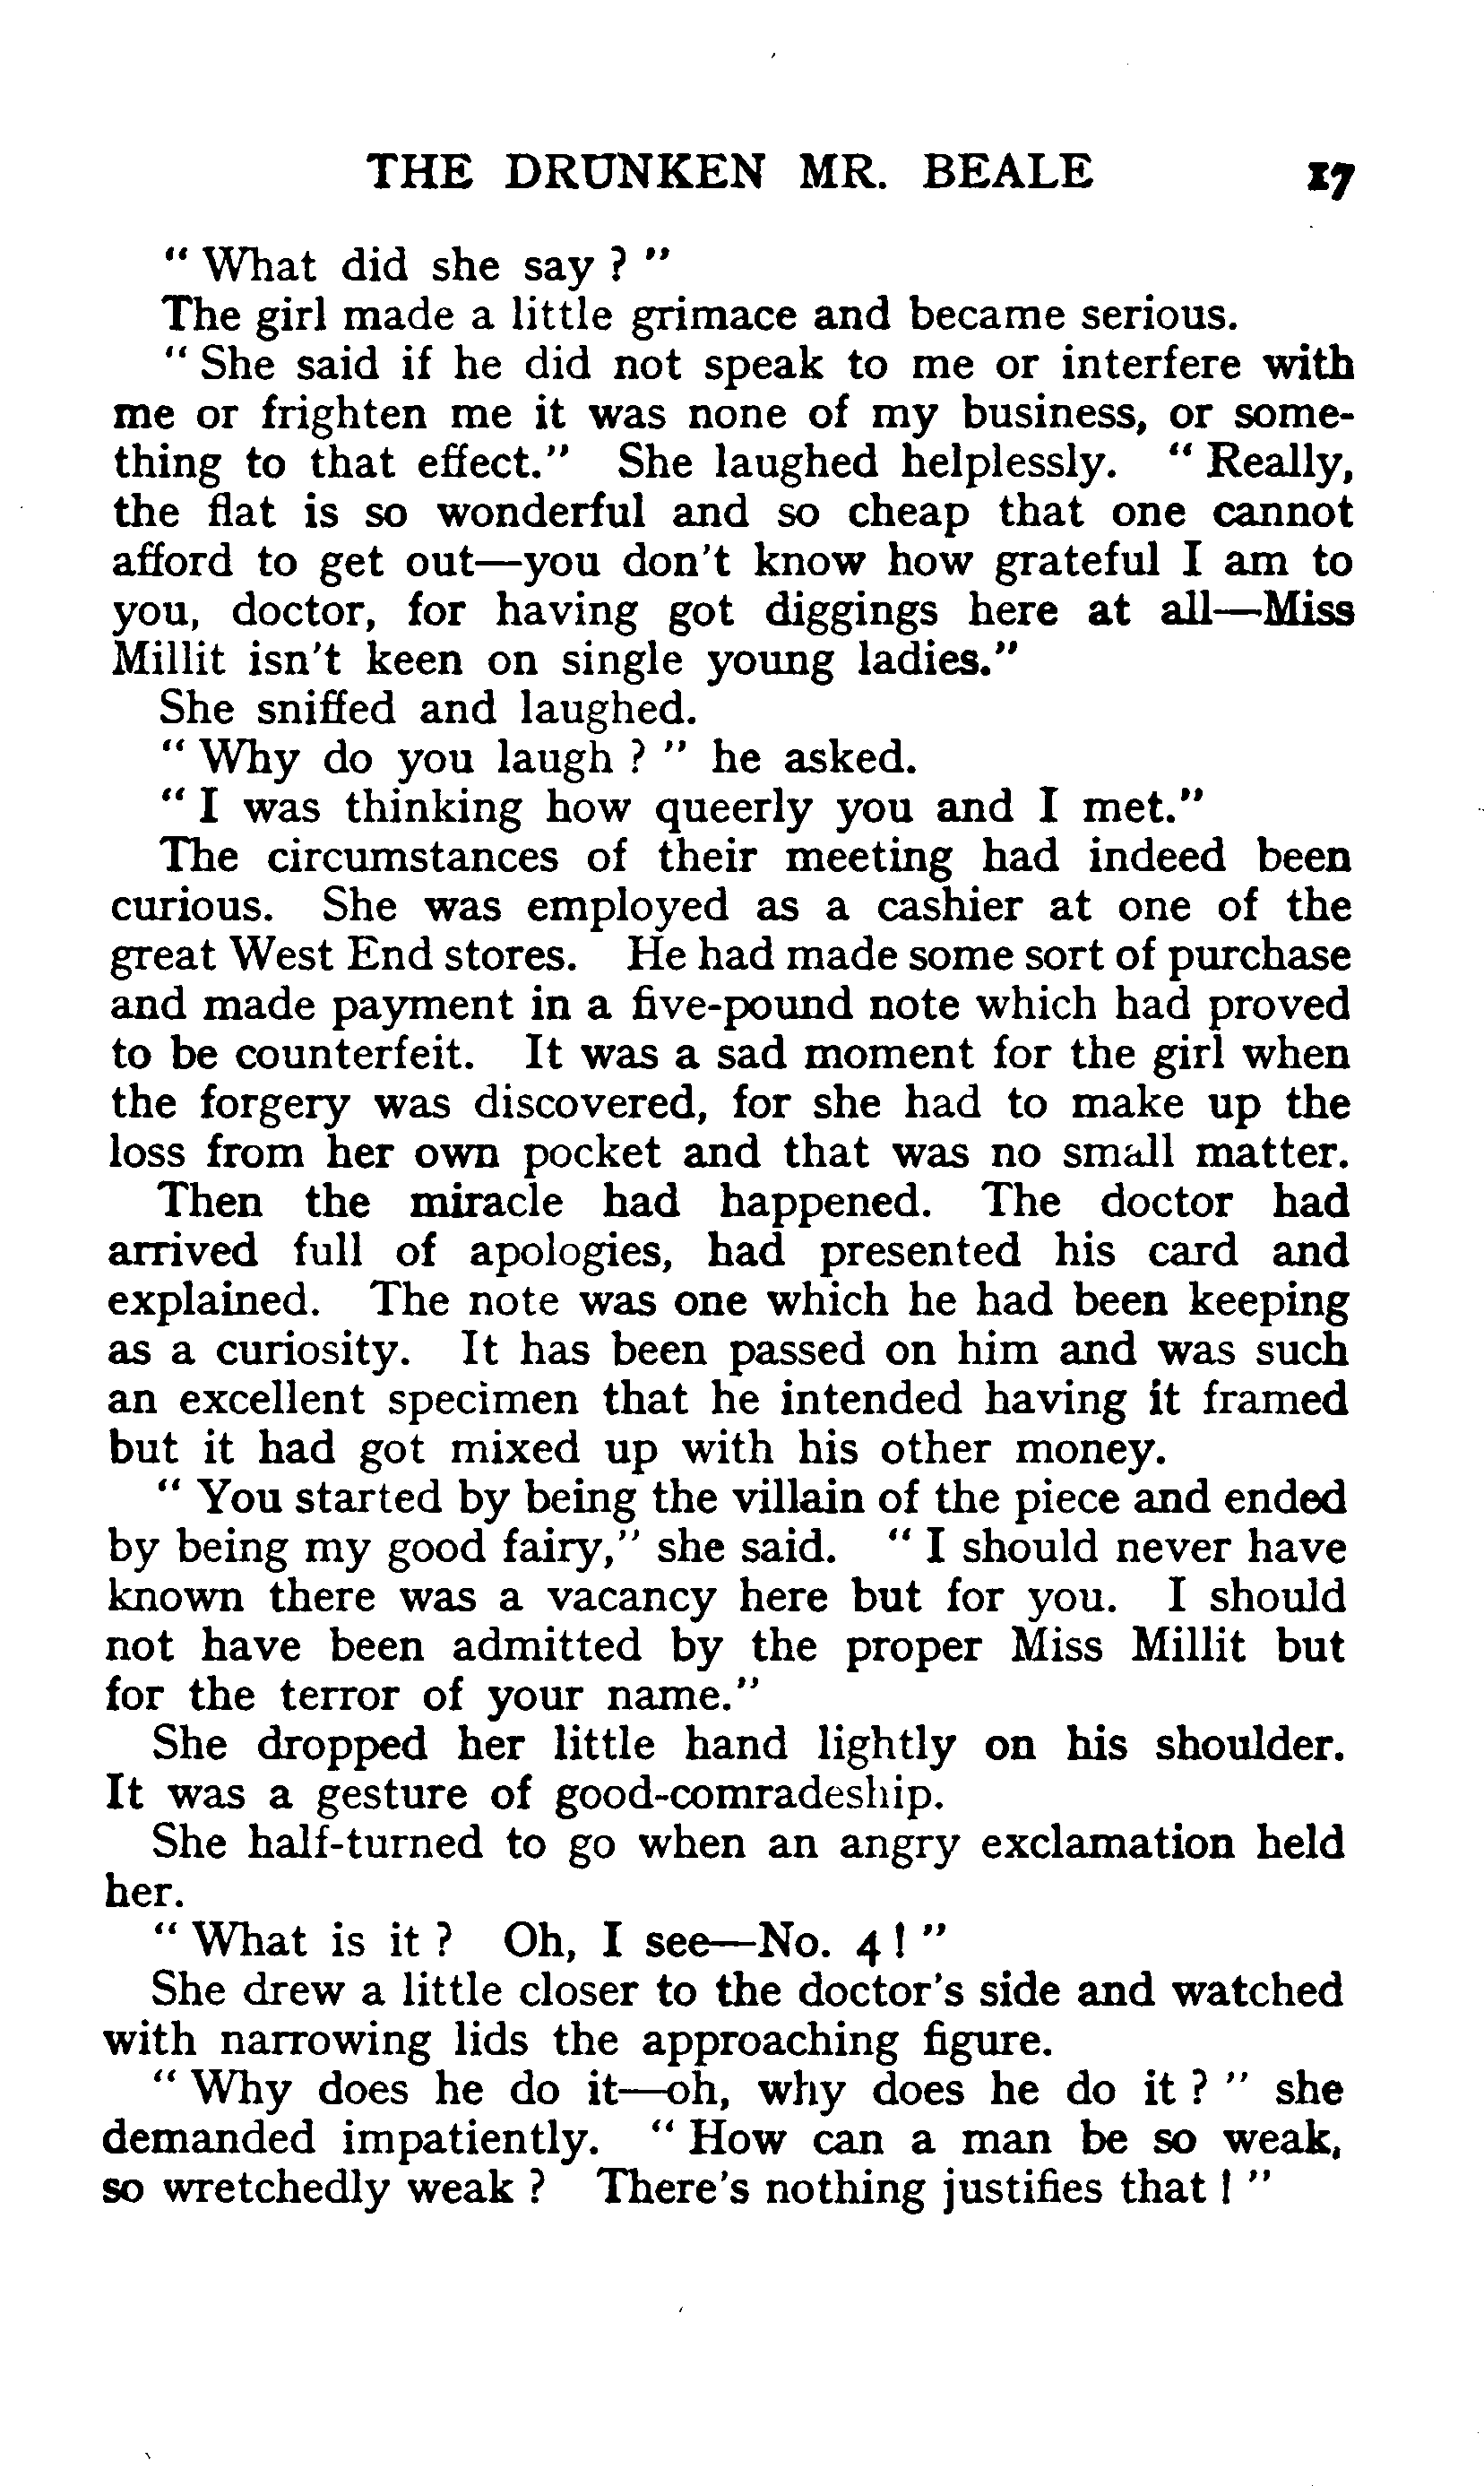 THE DRUNKEN MR. BEALE 17
" What did she say ? "
The girl made a little grimace and became serious.
" She said if he did not speak to me or interfere with
me or frighten me it was none of my business, or some-
thing to that effect." She laughed helplessly. " Really,
the flat is so wonderful and so cheap that one cannot
afford to get out—you don't know how grateful I am to
you, doctor, for having got diggings here at all—Miss
Millit isn't keen on single young ladies."
She sniffed and laughed.
" Why do you laugh ? " he asked.
" I was thinking how queerly you and I met."
The circumstances of their meeting had indeed been
curious. She was employed as a cashier at one of the
great West End stores. He had made some sort of purchase
and made payment in a five-pound note which had proved
to be counterfeit. It was a sad moment for the girl when
the forgery was discovered, for she had to make up the
loss from her own pocket and that was no small matter.
Then the miracle had happened. The doctor had
arrived full of apologies, had presented his card and
explained. The note was one which he had been keeping
as a curiosity. It has been passed on him and was such
an excellent specimen that he intended having it framed
but it had got mixed up with his other money.
" You started by being the villain of the piece and ended
by being my good fairy," she said. " I should never have
known there was a vacancy here but for you. I should
not have been admitted by the proper Miss Millit but
for the terror of your name."
She dropped her little hand lightly on his shoulder.
It was a gesture of good-comradeship.
She half-turned to go when an angry exclamation held
her.
" What is it ? Oh, I see—No. 4 ! "
She drew a little closer to the doctor's side and watched
with narrowing lids the approaching figure.
" Why does he do it—oh, why does he do it ? " she
demanded impatiently. " How can a man be so weak,
so wretchedly weak ? There's nothing justifies that ! "